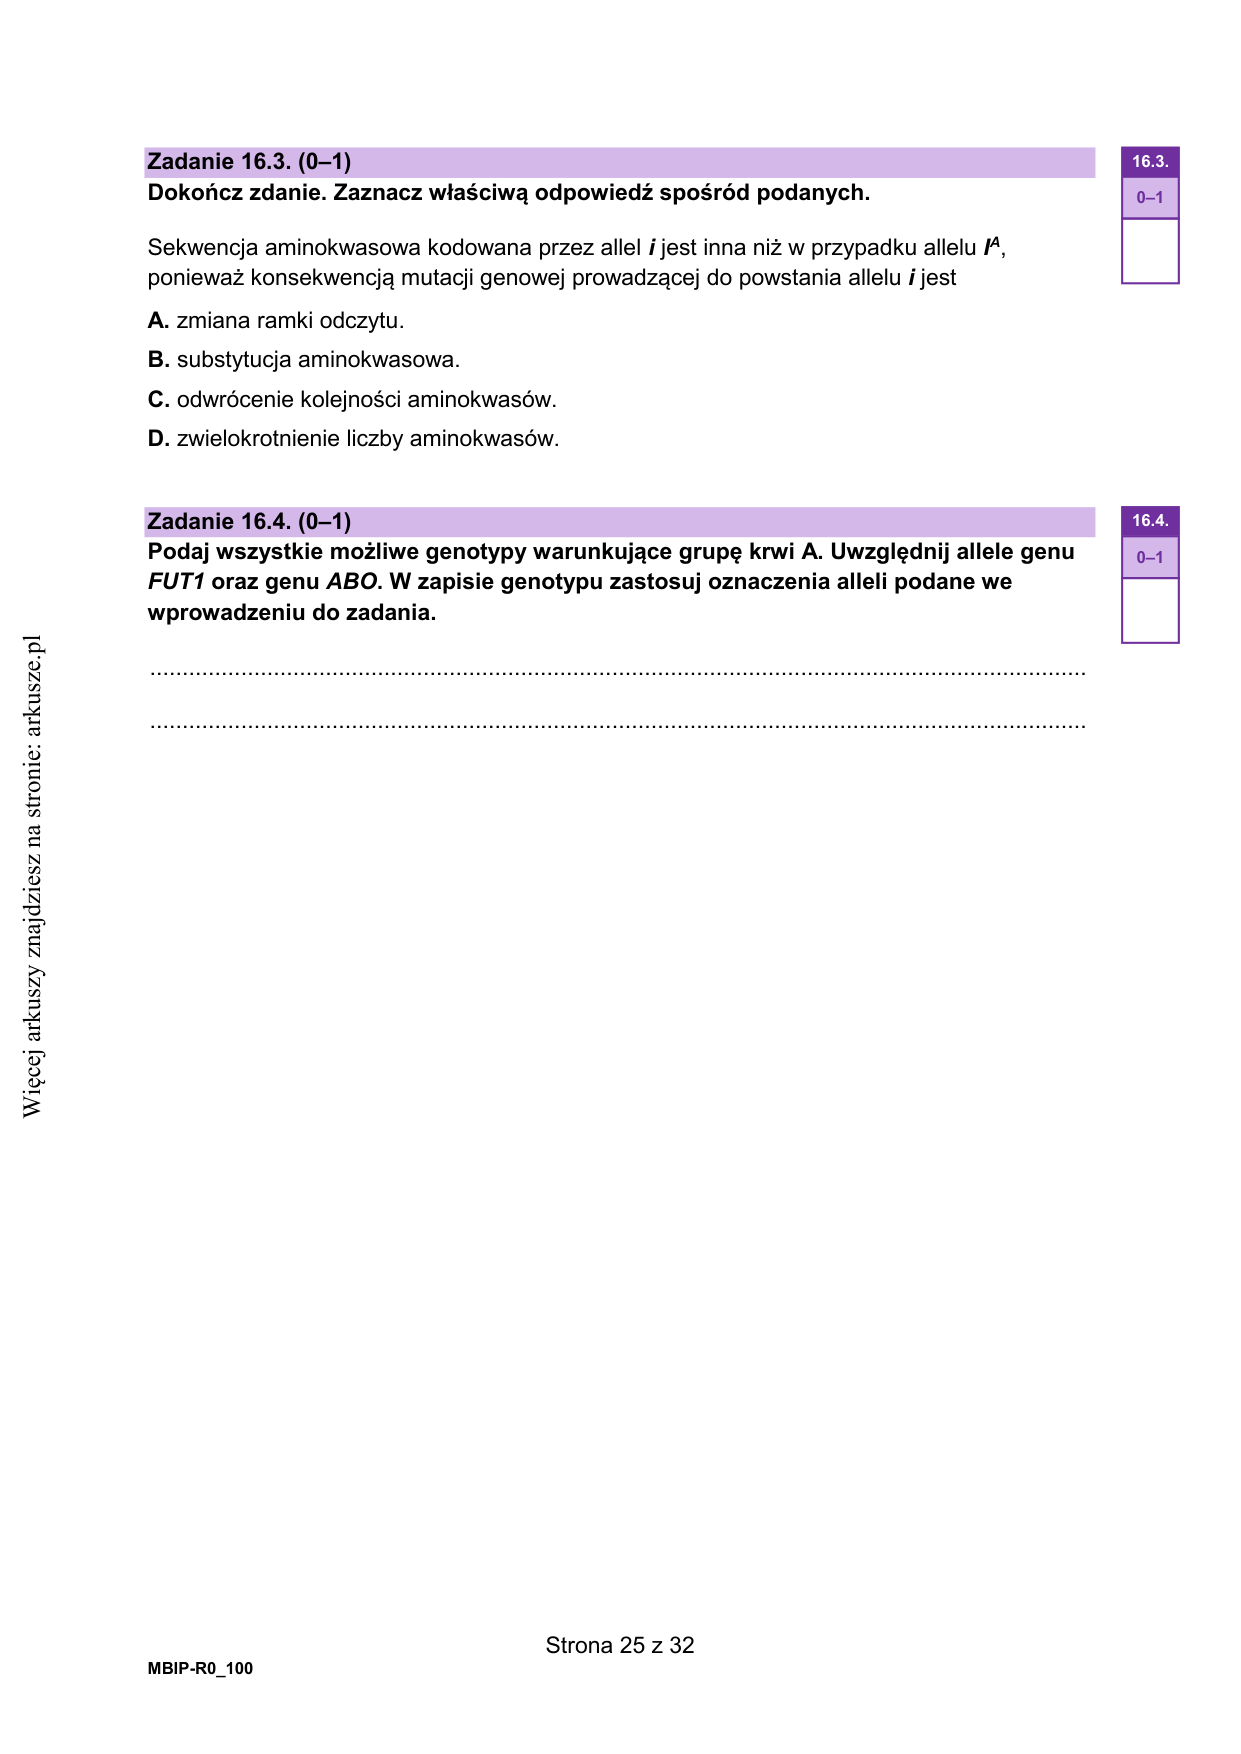 Zadanie 16.3. (0–1)
Dokończ zdanie. Zaznacz właściwą odpowiedź spośród podanych.
Sekwencja aminokwasowa kodowana przez allel i jest inna niż w przypadku allelu Iᴬ,
ponieważ konsekwencją mutacji genowej prowadzącej do powstania allelu i jest
A. zmiana ramki odczytu.
B. substytucja aminokwasowa.
C. odwrócenie kolejności aminokwasów.
D. zwielokrotnienie liczby aminokwasów.
16.3.
0–1
Zadanie 16.4. (0–1)
Podaj wszystkie możliwe genotypy warunkujące grupę krwi A. Uwzględnij allele genu
FUT1 oraz genu ABO. W zapisie genotypu zastosuj oznaczenia alleli podane we
wprowadzeniu do zadania.
16.4.
0–1
Więcej arkuszy znajdziesz na stronie: arkusze.pl
Strona 25 z 32
MBIP-R0_100